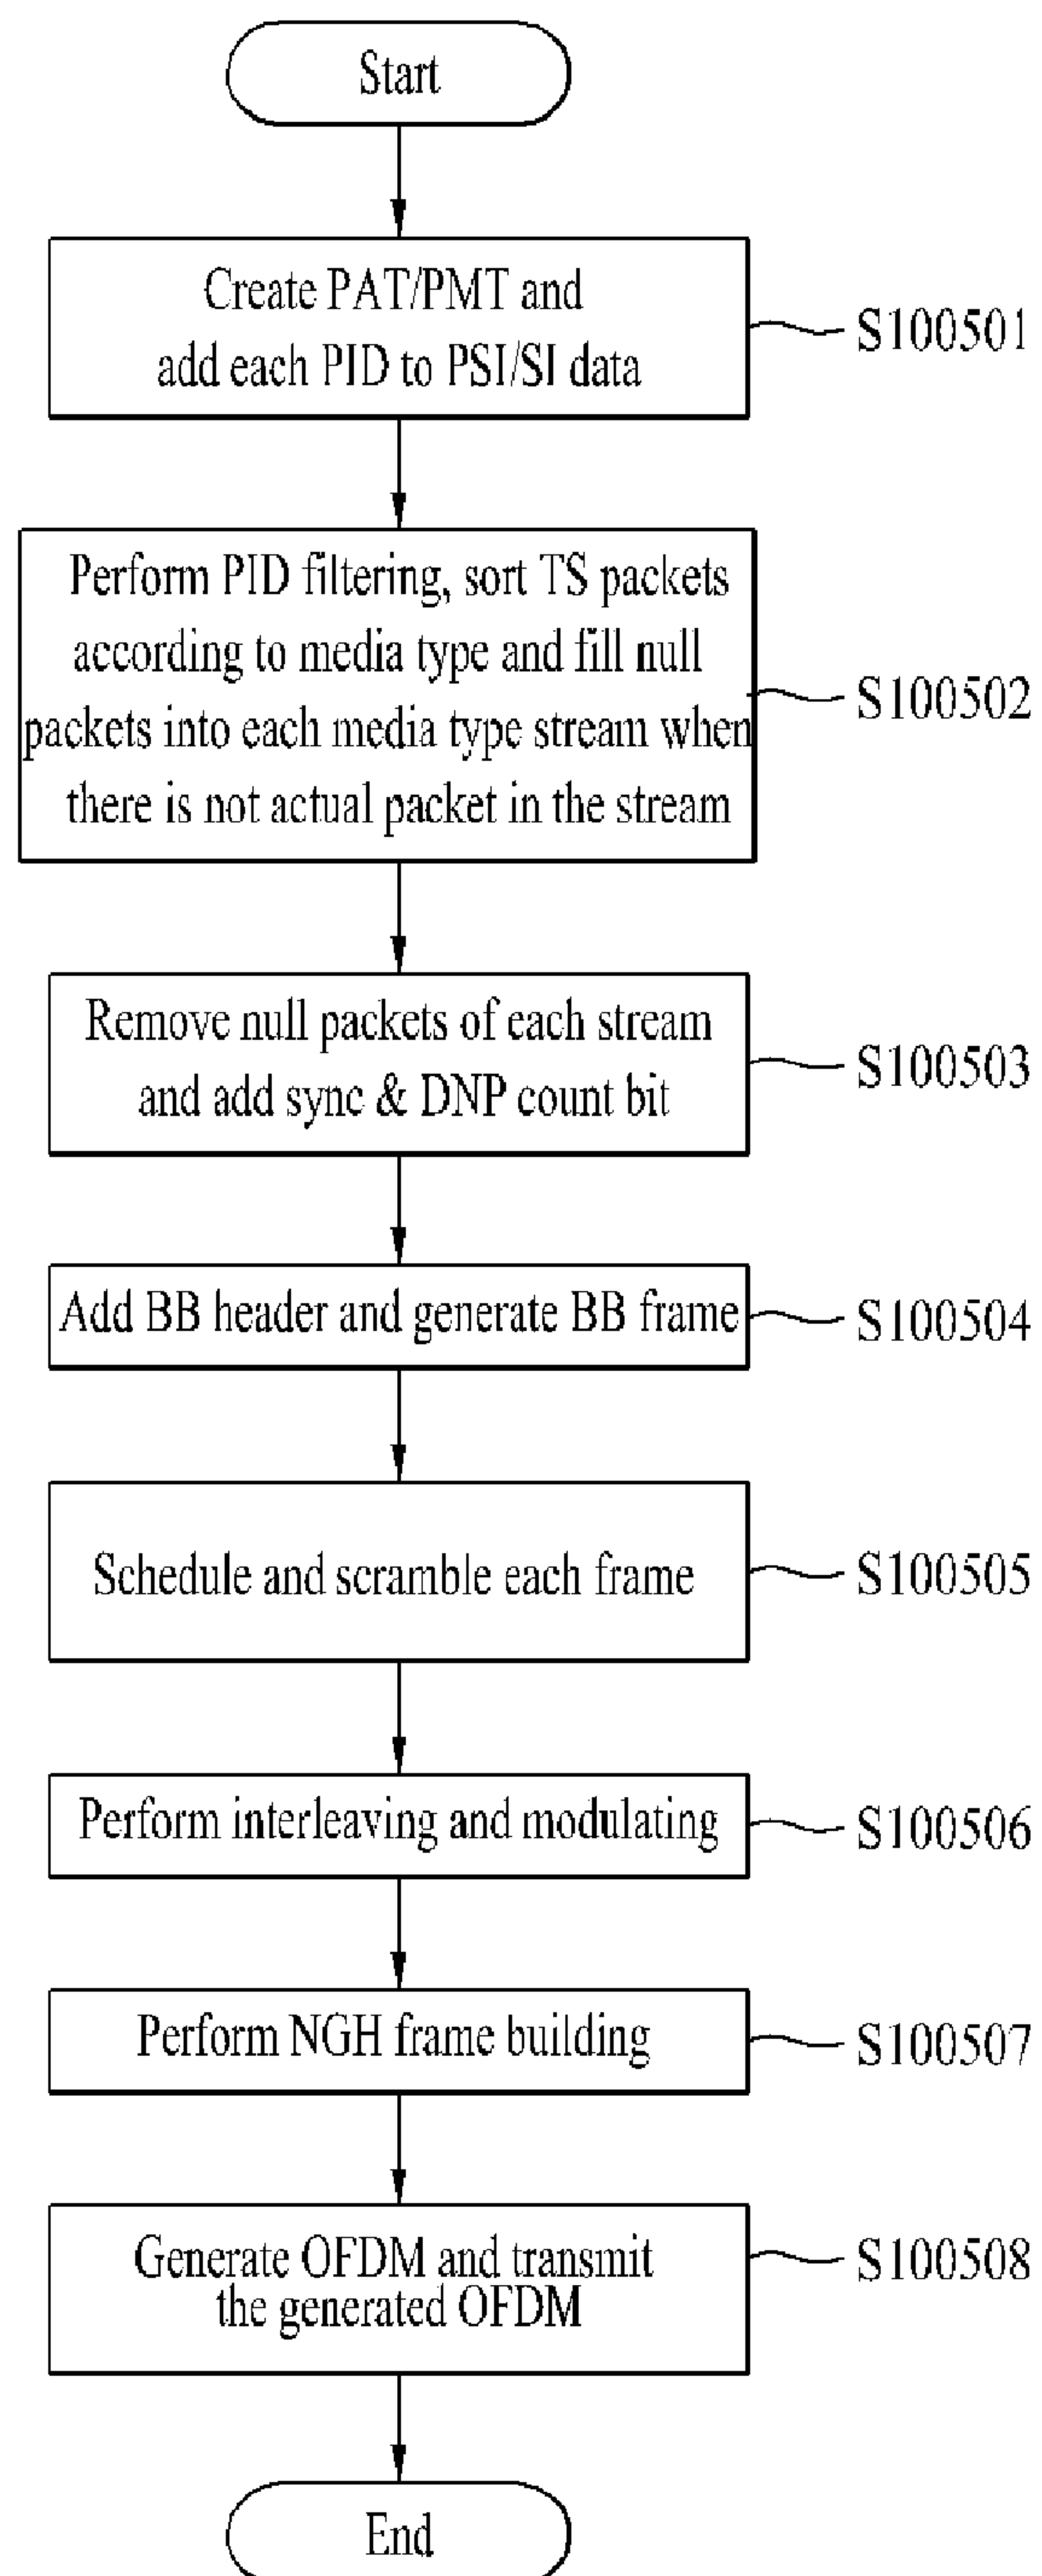 Start
Create PAT/PMT and
add each PID to PSI/SI data
S100501
Perform PID filtering, sort TS packets
according to media type and fill null
packets into each media type stream when
there is not actual packet in the stream
S100502
Remove null packets of each stream
and add sync & DNP count bit
S100503
Add BB header and generate BB frame
S100504
Schedule and scramble each frame
S100505
Perform interleaving and modulating
S100506
Perform NGH frame building
S100507
Generate OFDM and transmit
the generated OFDM
S100508
End